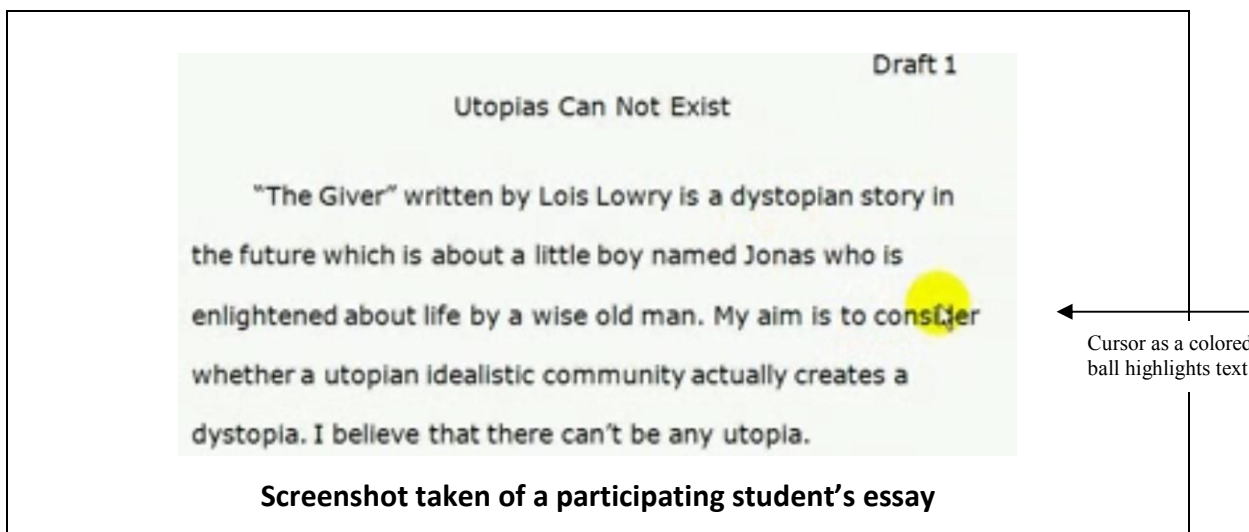 Draft 1
Utopias Can Not Exist
“The Giver” written by Lois Lowry is a dystopian story in
the future which is about a little boy named Jonas who is
enlightened about life by a wise old man. My aim is to consider
whether a utopian idealistic community actually creates a
dystopia. I believe that there can’t be any utopia.
Cursor as a colored
ball highlights text
Screenshot taken of a participating student’s essay